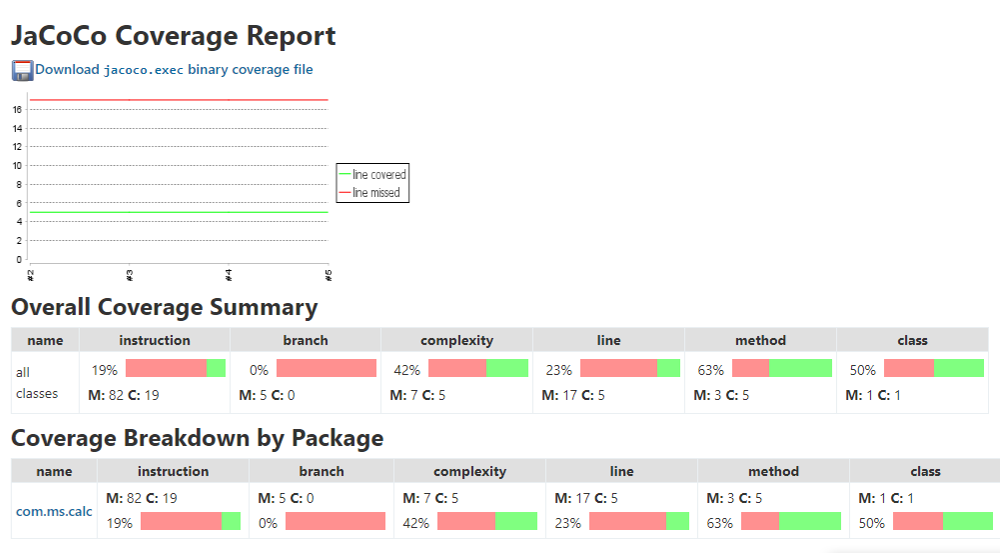 JaCoCo Coverage Report
Download jacoco.exec binary coverage file
16
14
12
10
8
6
4
2
0
#2 #3 #4 #5
line covered
line missed
Overall Coverage Summary
name instruction branch complexity line method class
all classes
19% 0% 42% 23% 63% 50%
M: 82 C: 19 M: 5 C: 0 M: 7 C: 5 M: 17 C: 5 M: 3 C: 5 M: 1 C: 1
Coverage Breakdown by Package
name instruction branch complexity line method class
com.ms.calc
M: 82 C: 19 M: 5 C: 0 M: 7 C: 5 M: 17 C: 5 M: 3 C: 5 M: 1 C: 1
19% 0% 42% 23% 63% 50%